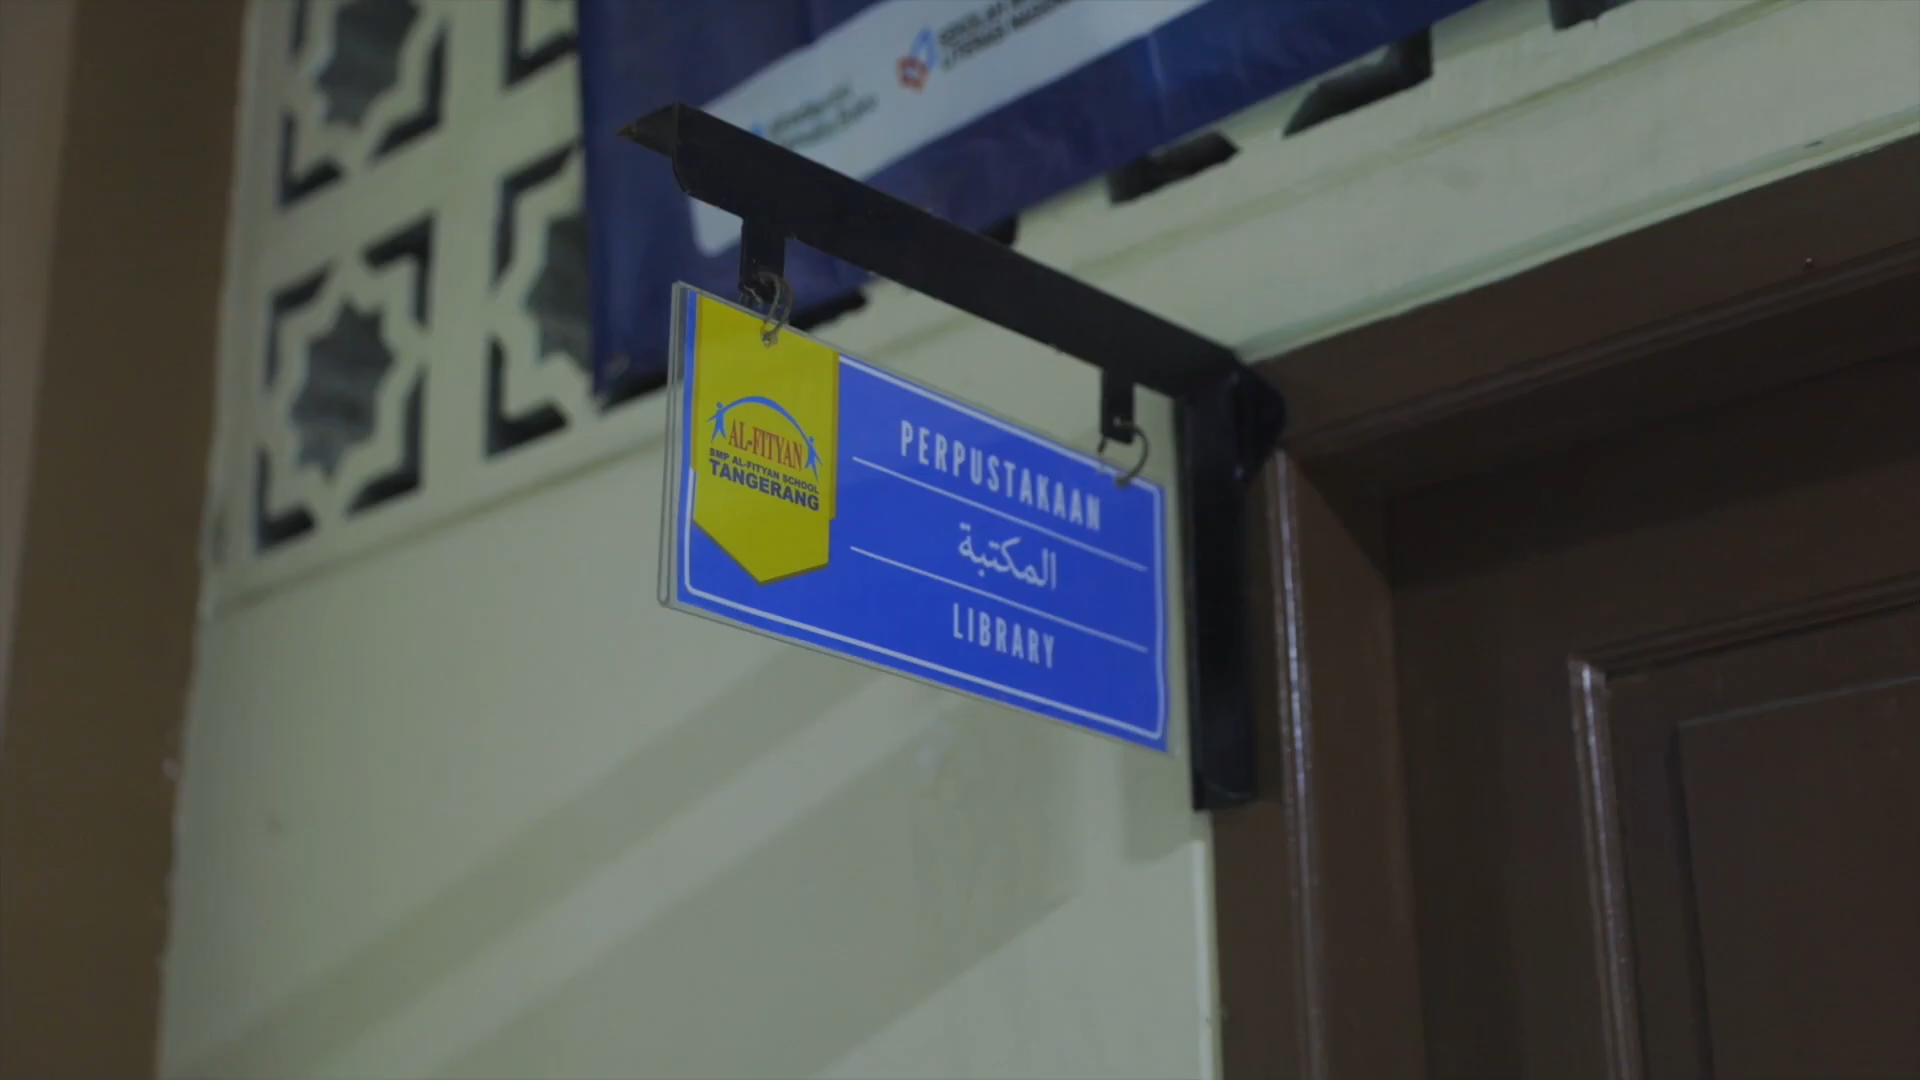 AL-FITYAN
SMP AL-FITYAN SCHOOL
TANGERANG
PERPUSTAKAAN
المكتبة
LIBRARY